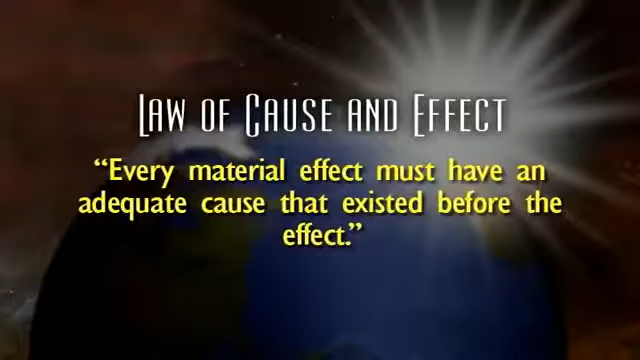 Law of Cause and Effect
“Every material effect must have an
adequate cause that existed before the
effect.”